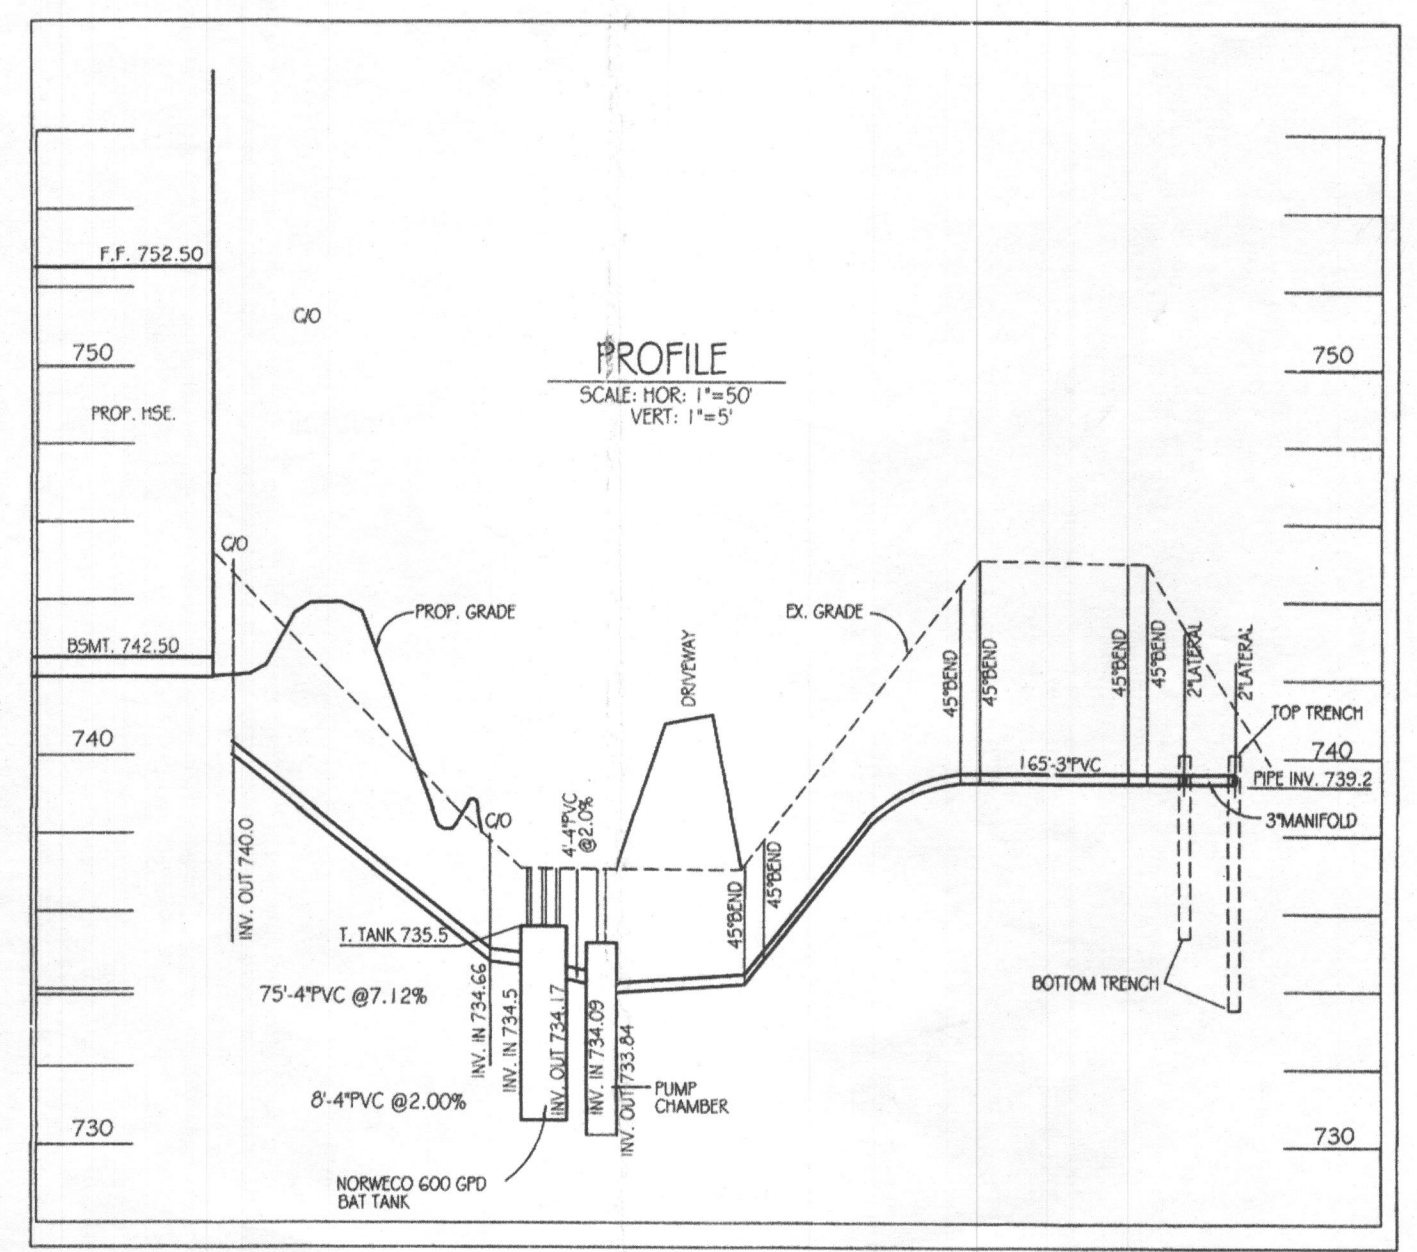 F.F. 752.50
C/O
750
PROP. HSE.
PROFILE
SCALE: HOR: 1"=50'
VERT: 1"=5'
750
C/O
PROP. GRADE
EX. GRADE
BSMT. 742.50
DRIVEWAY
45°BEND
45°BEND
45°BEND
45°BEND
2"LATERAL
2"LATERAL
TOP TRENCH
740
740
165'-3"PVC
PIPE INV. 739.2
3"MANIFOLD
C/O
4'-4"PVC
@2.0%
INV. OUT 740.0
45°BEND
45°BEND
T. TANK 735.5
75'-4"PVC @7.12%
INV. IN 734.66
INV. IN 734.5
INV. OUT 734.17
INV. IN 734.09
INV. OUT 733.84
BOTTOM TRENCH
8'-4"PVC @2.00%
PUMP
CHAMBER
730
730
NORWECO 600 GPD
BAT TANK